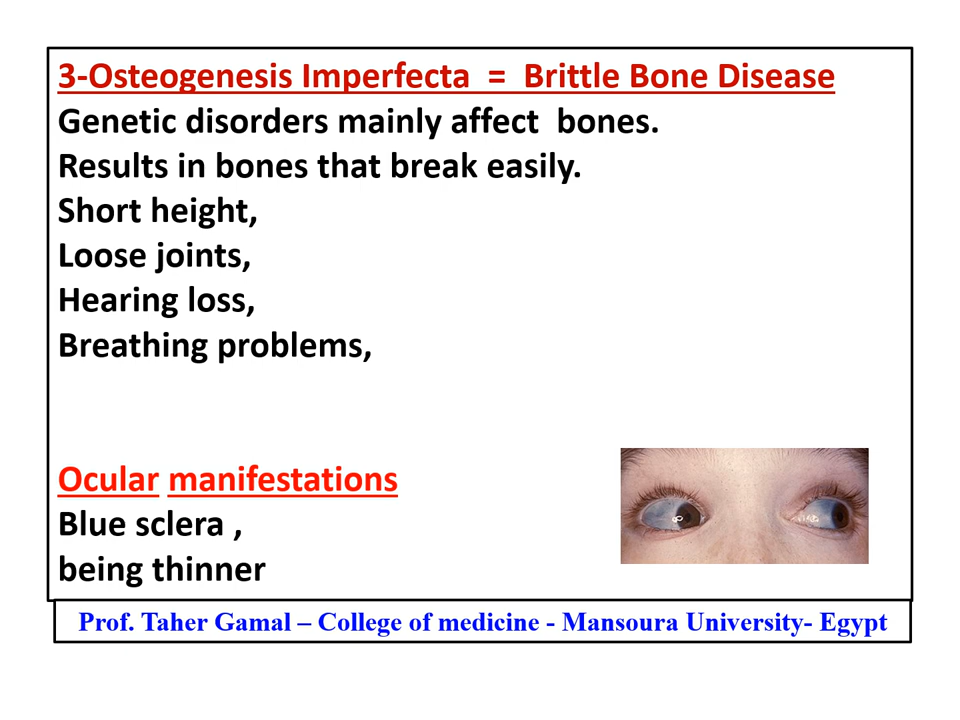 3-Osteogenesis Imperfecta = Brittle Bone Disease
Genetic disorders mainly affect bones.
Results in bones that break easily.
Short height,
Loose joints,
Hearing loss,
Breathing problems,
Ocular manifestations
Blue sclera ,
being thinner
Prof. Taher Gamal – College of medicine - Mansoura University- Egypt